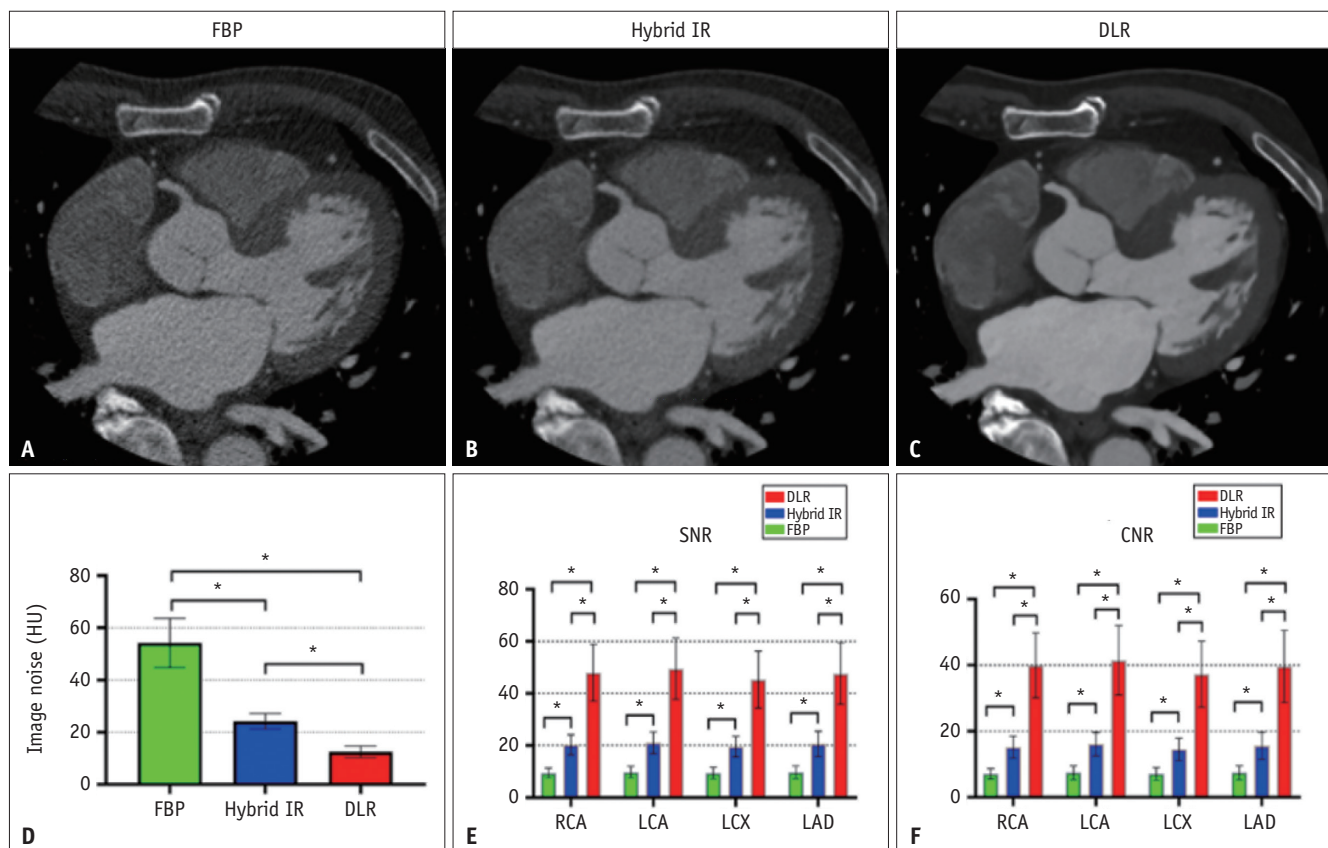 FBP
Hybrid IR
DLR
A
B
C
Image noise (HU)
80
60
40
20
0
*
*
*
FBP
Hybrid IR
DLR
D
DLR
Hybrid IR
FBP
SNR
80
60
40
20
0
* * * *
* * * *
* * * *
RCA LCA LCX LAD
E
DLR
Hybrid IR
FBP
CNR
60
40
20
0
* * * *
* * * *
* * * *
RCA LCA LCX LAD
F